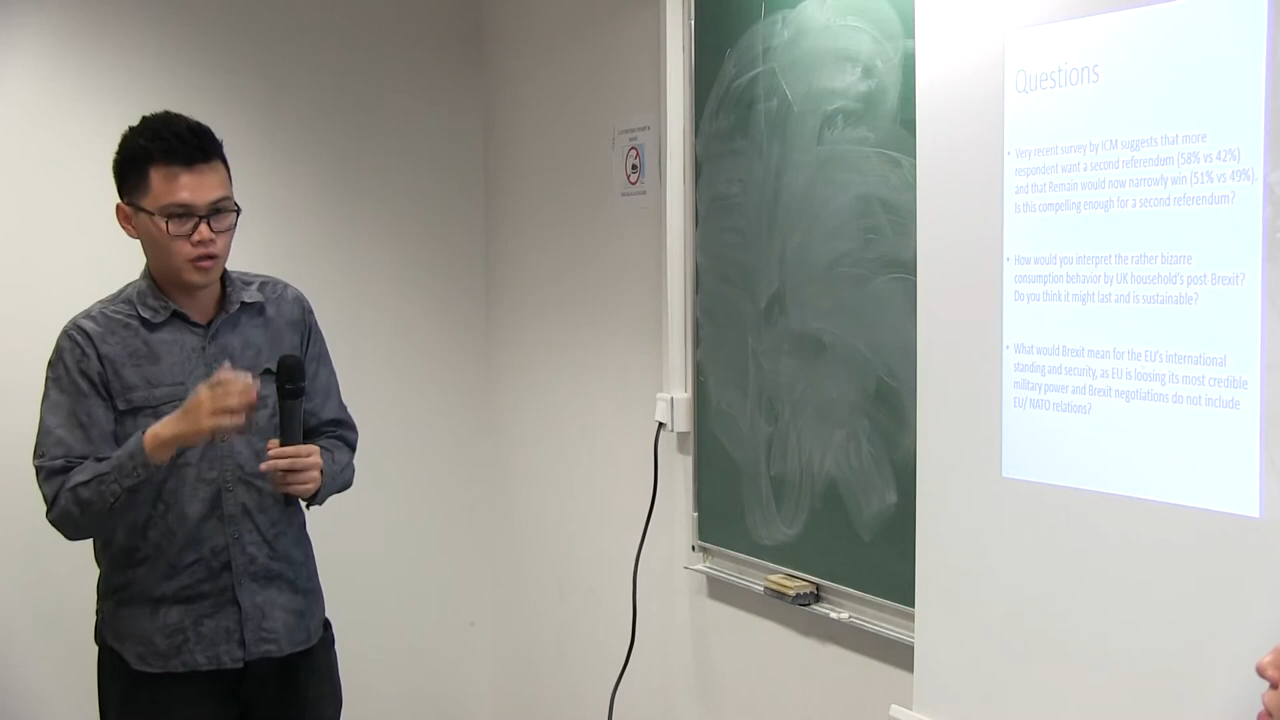 Questions
• Very recent survey by ICM suggests that more
respondent want a second referendum (58% vs 42%)
and that Remain would now narrowly win (51% vs 49%).
Is this compelling enough for a second referendum?
• How would you interpret the rather bizarre
consumption behavior by UK household's post-Brexit?
Do you think it might last and is sustainable?
• What would Brexit mean for the EU's international
standing and security, as EU is loosing its most credible
military power and Brexit negotiations do not include
EU/ NATO relations?